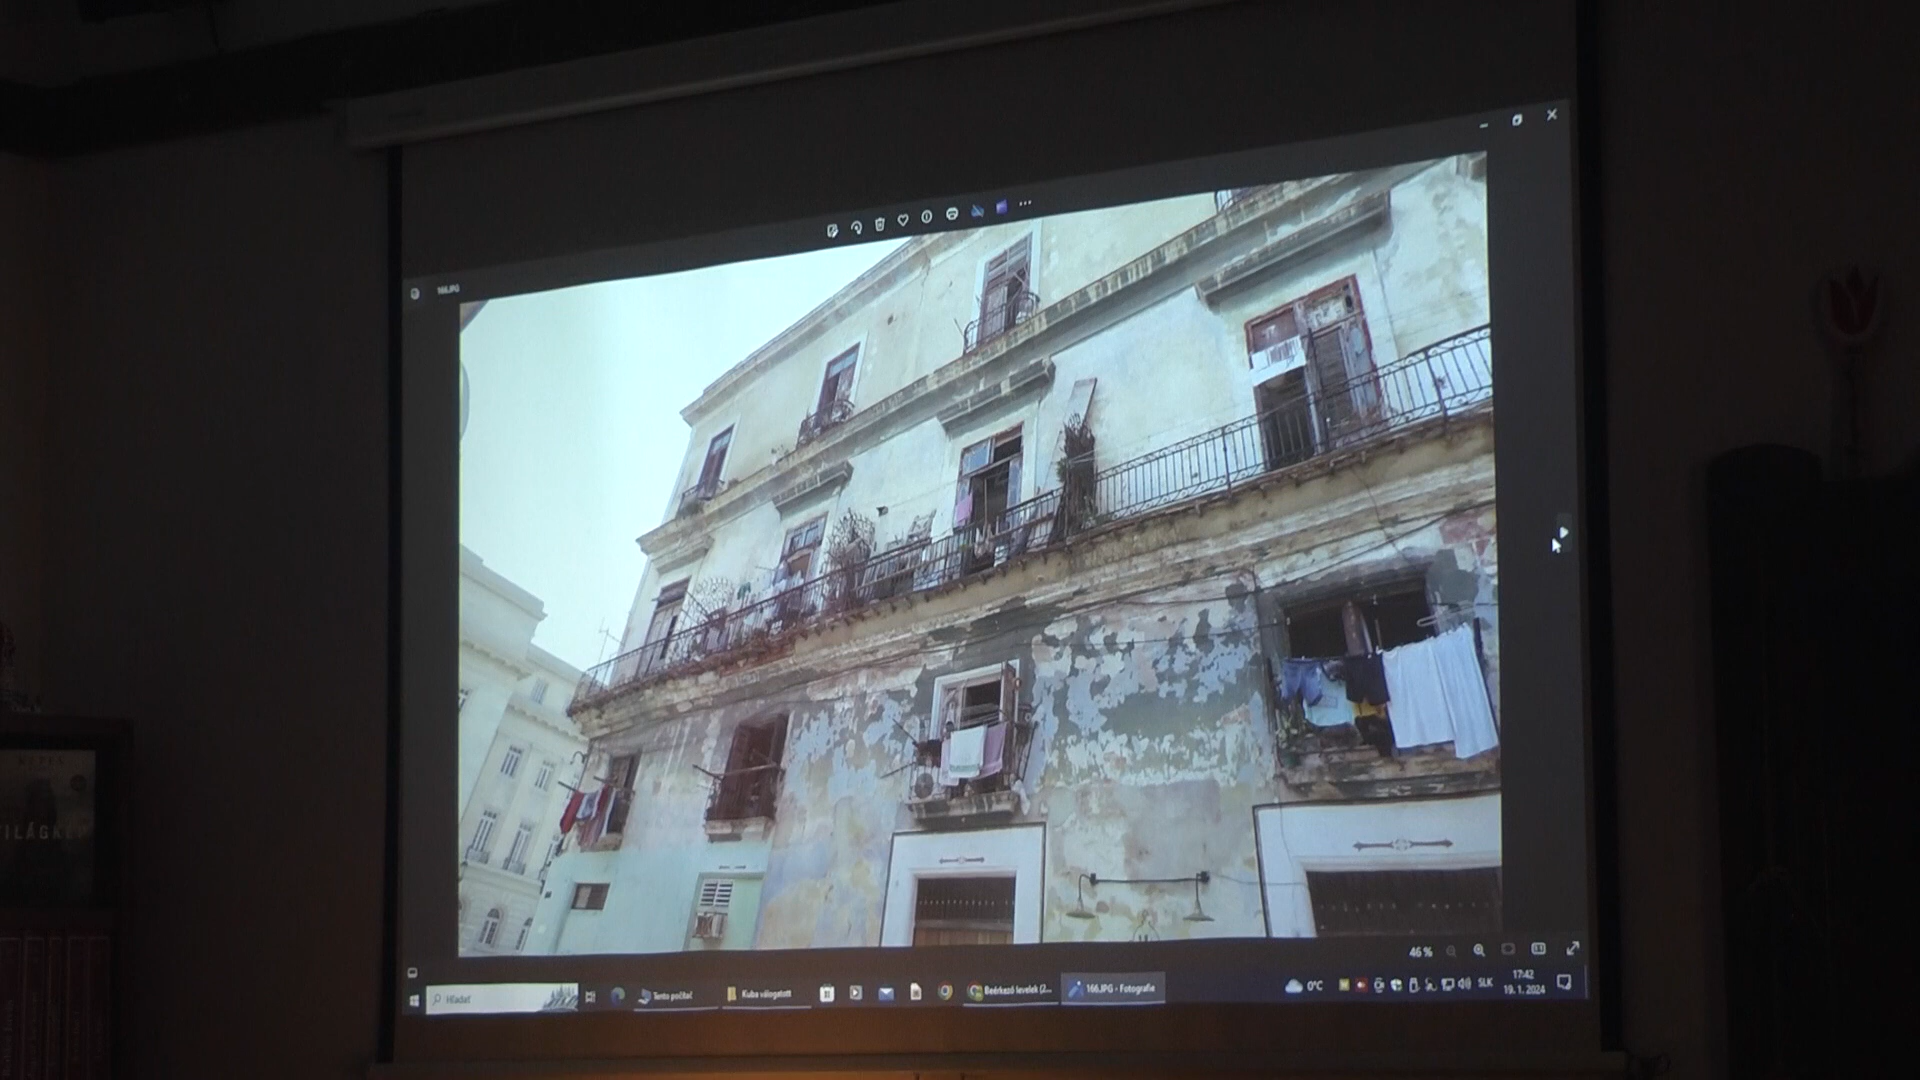 166.JPG
46 %
Hľadať
Tento počítač
Kuba válogatott
Beérkező levelek (2...
166.JPG - Fotografie
0°C
SLK
17:42
19. 1. 2024
VILÁGKÉP